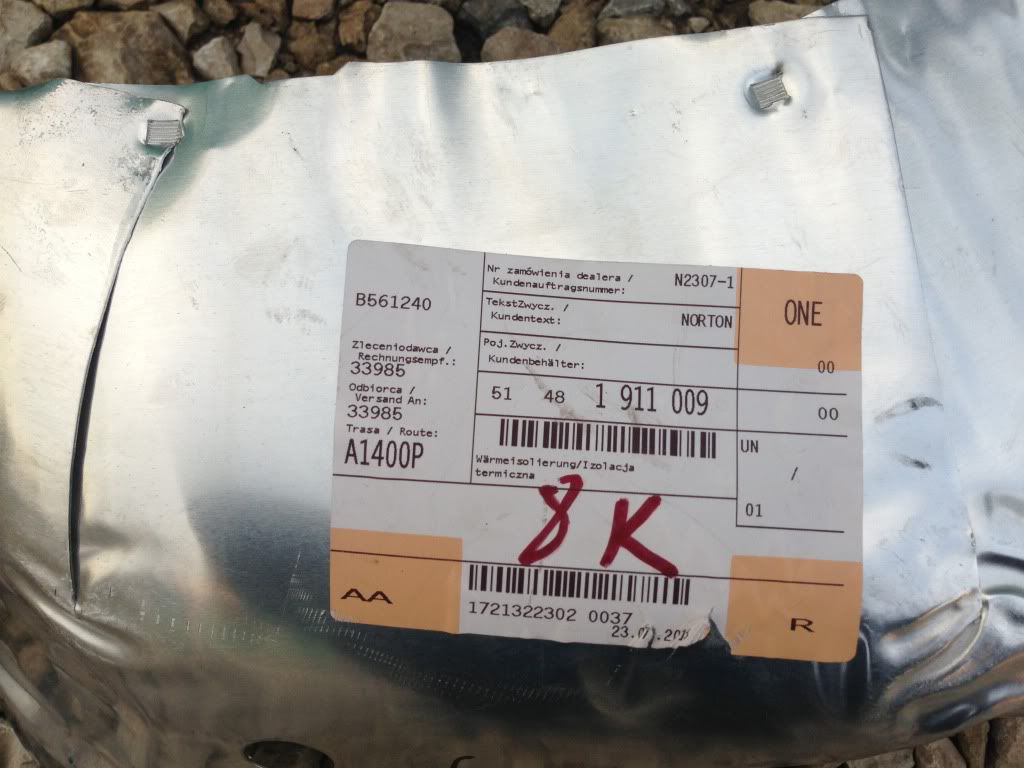 B561240
Zleceniodawca /
Rechnungsempf.:
33985
Odbiorca /
Versand An:
33985
Trasa / Route:
A1400P
Nr zamówienia dealera /
Kundenauftragsnummer:
N2307-1
TekstZwycz. /
Kundentext:
NORTON
Poj.Zwycz. /
Kundenbehälter:
51 48 1 911 009
Wärmeisolierung/Izolacja
termiczna
ONE
00
00
UN
/
01
8 K
AA
1721322302 0037
R